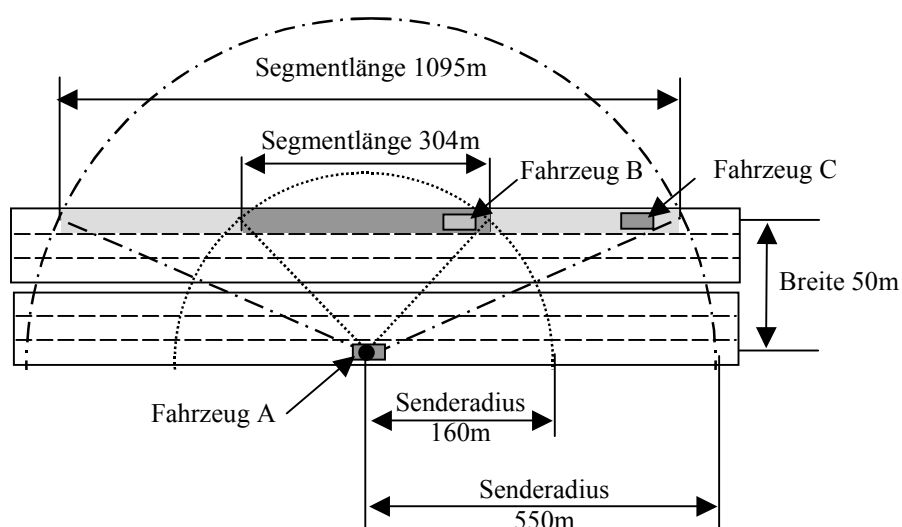 Segmentlänge 1095m
Segmentlänge 304m
Fahrzeug B
Fahrzeug C
Breite 50m
Fahrzeug A
Senderadius
160m
Senderadius
550m